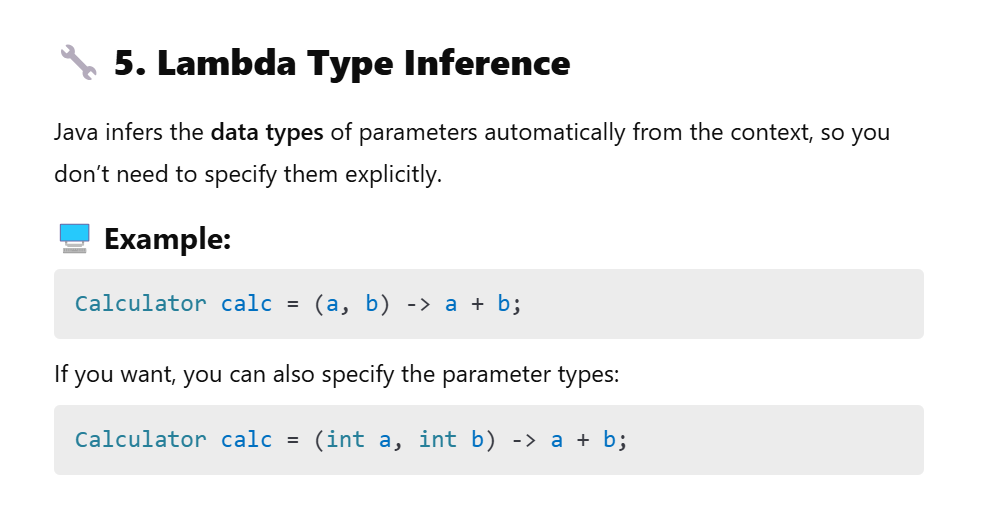 🔧 5. Lambda Type Inference
Java infers the data types of parameters automatically from the context, so you
don’t need to specify them explicitly.
🖥️ Example:
Calculator calc = (a, b) -> a + b;
If you want, you can also specify the parameter types:
Calculator calc = (int a, int b) -> a + b;